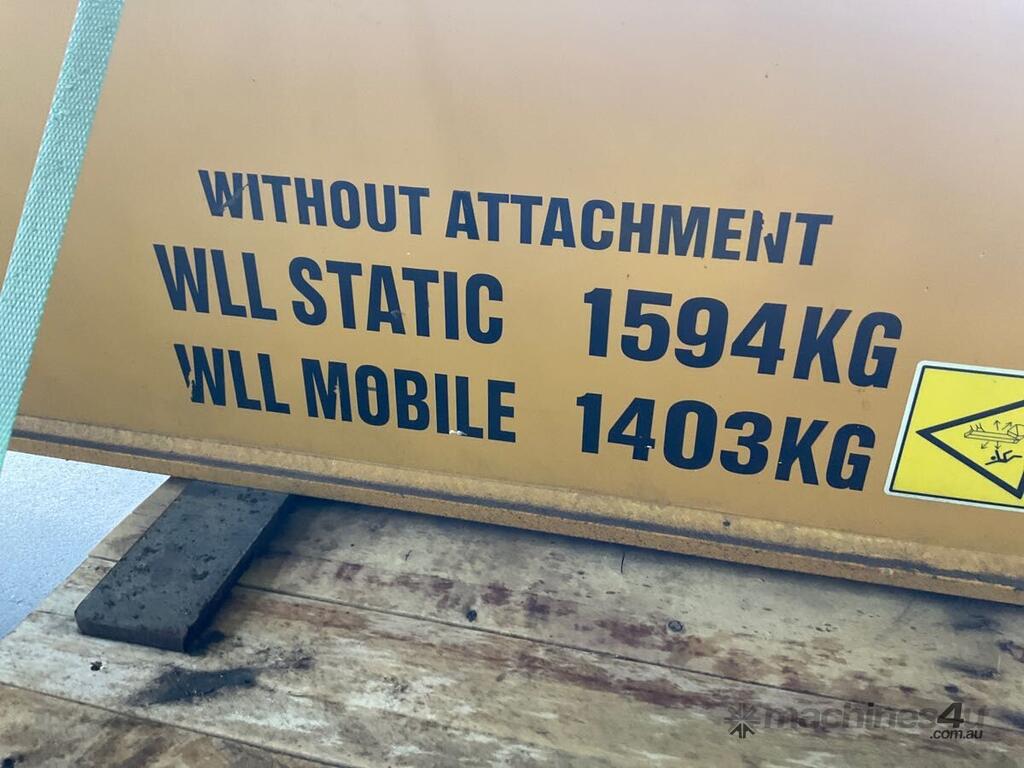 WITHOUT ATTACHMENT
WLL STATIC 1594KG
WLL MOBILE 1403KG
machines4u
.com.au